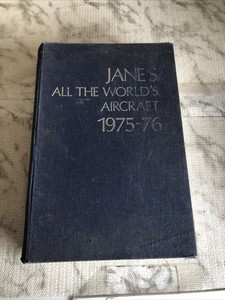 JANE'S
ALL THE WORLD'S
AIRCRAFT
1975-76